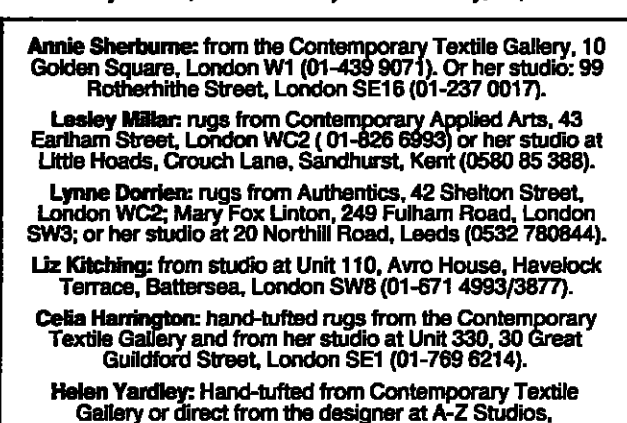 Annie Sherburne: from the Contemporary Textile Gallery, 10
Golden Square, London W1 (01-439 9071). Or her studio: 99
Rotherhithe Street, London SE16 (01-237 0017).
Lesley Millar: rugs from Contemporary Applied Arts, 43
Earlham Street, London WC2 ( 01-826 6993) or her studio at
Little Hoads, Crouch Lane, Sandhurst, Kent (0580 85 388).
Lynne Dorrien: rugs from Authentics, 42 Shelton Street,
London WC2; Mary Fox Linton, 249 Fulham Road, London
SW3; or her studio at 20 Northill Road, Leeds (0532 780844).
Liz Kitching: from studio at Unit 110, Avro House, Havelock
Terrace, Battersea, London SW8 (01-671 4993/3877).
Celia Harrington: hand-tufted rugs from the Contemporary
Textile Gallery and from her studio at Unit 330, 30 Great
Guildford Street, London SE1 (01-769 6214).
Helen Yardley: Hand-tufted from Contemporary Textile
Gallery or direct from the designer at A-Z Studios,